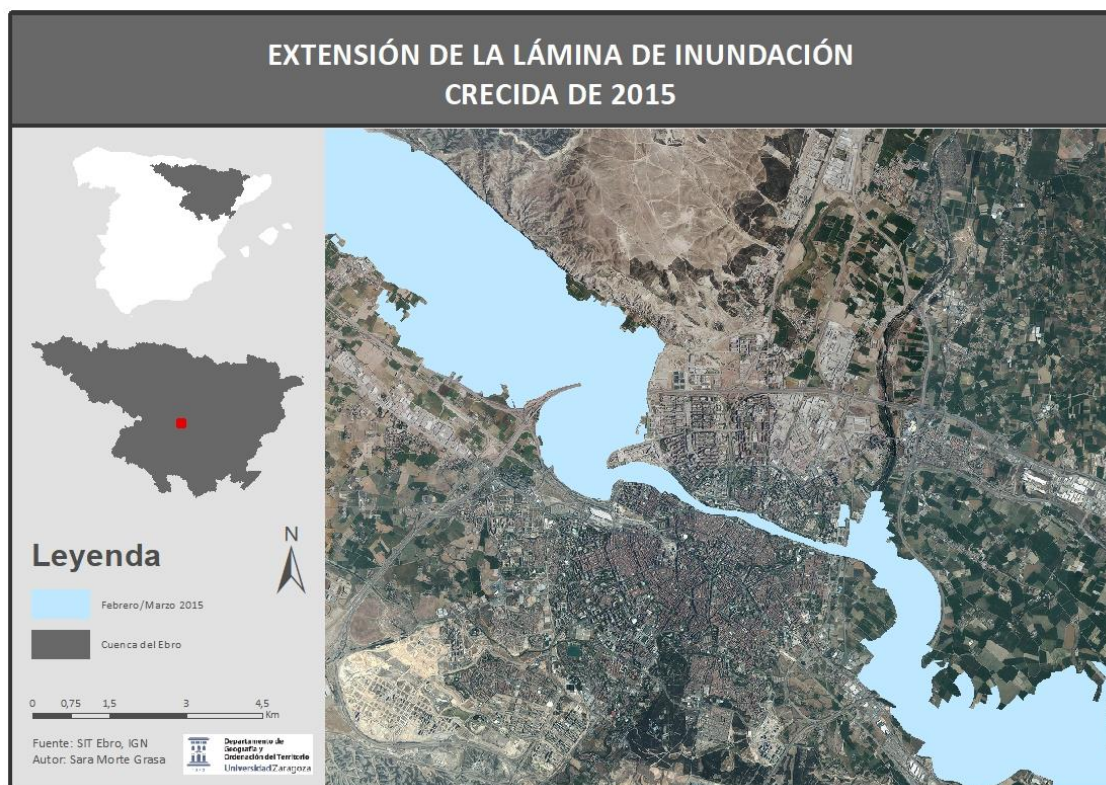 EXTENSIÓN DE LA LÁMINA DE INUNDACIÓN
CRECIDA DE 2015
N
Leyenda
Febrero/Marzo 2015
Cuenca del Ebro
0 0,75 1,5 3 4,5
Km
Fuente: SIT Ebro, IGN
Autor: Sara Morte Grasa
Departamento de
Geografía y
Ordenación del Territorio
Universidad Zaragoza